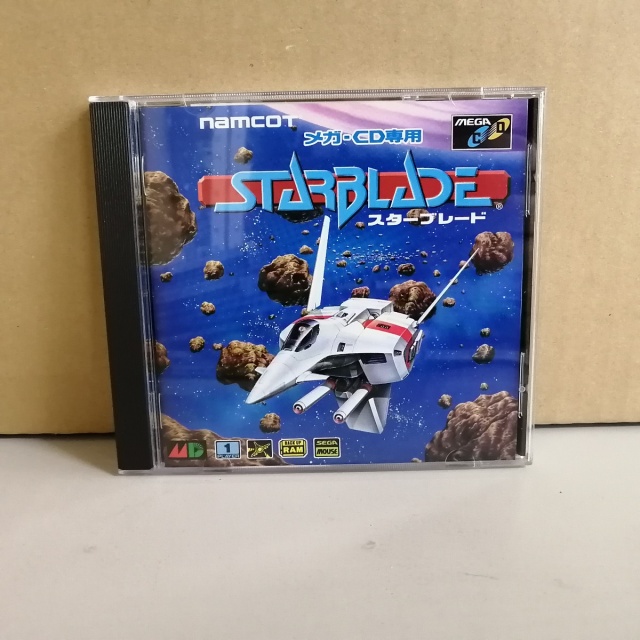 namcot
メガ-CD専用
MEGA
CD
STARBLADE®
スターブレード
MD
1
PLAYER
BACK UP
RAM
SEGA
MOUSE